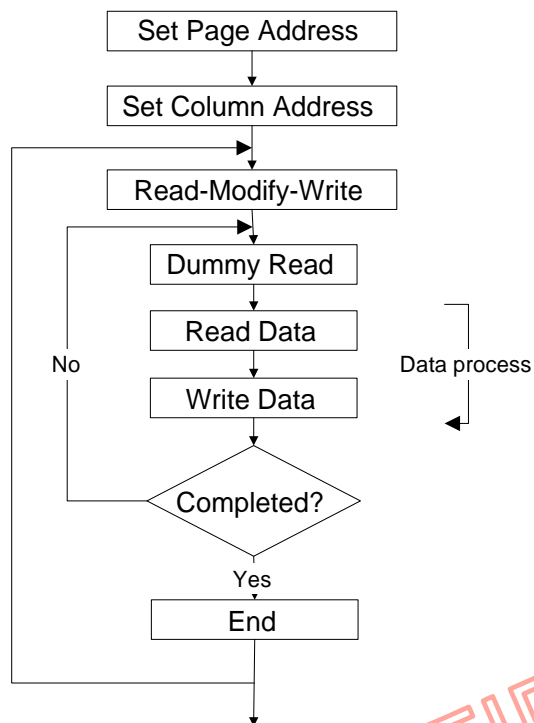 Set Page Address
Set Column Address
Read-Modify-Write
Dummy Read
Read Data
No
Data process
Write Data
Completed?
Yes
End